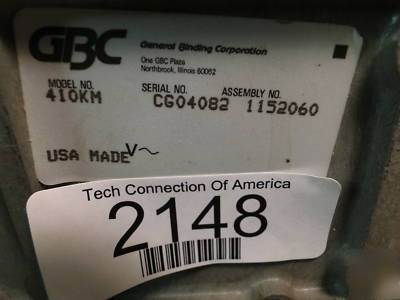 GBC
General Binding Corporation
One GBC Plaza
Northbrook, Illinois 60062
MODEL NO. SERIAL NO. ASSEMBLY NO.
410KM CG04082 1152060
USA MADE V~
Tech Connection Of America
2148